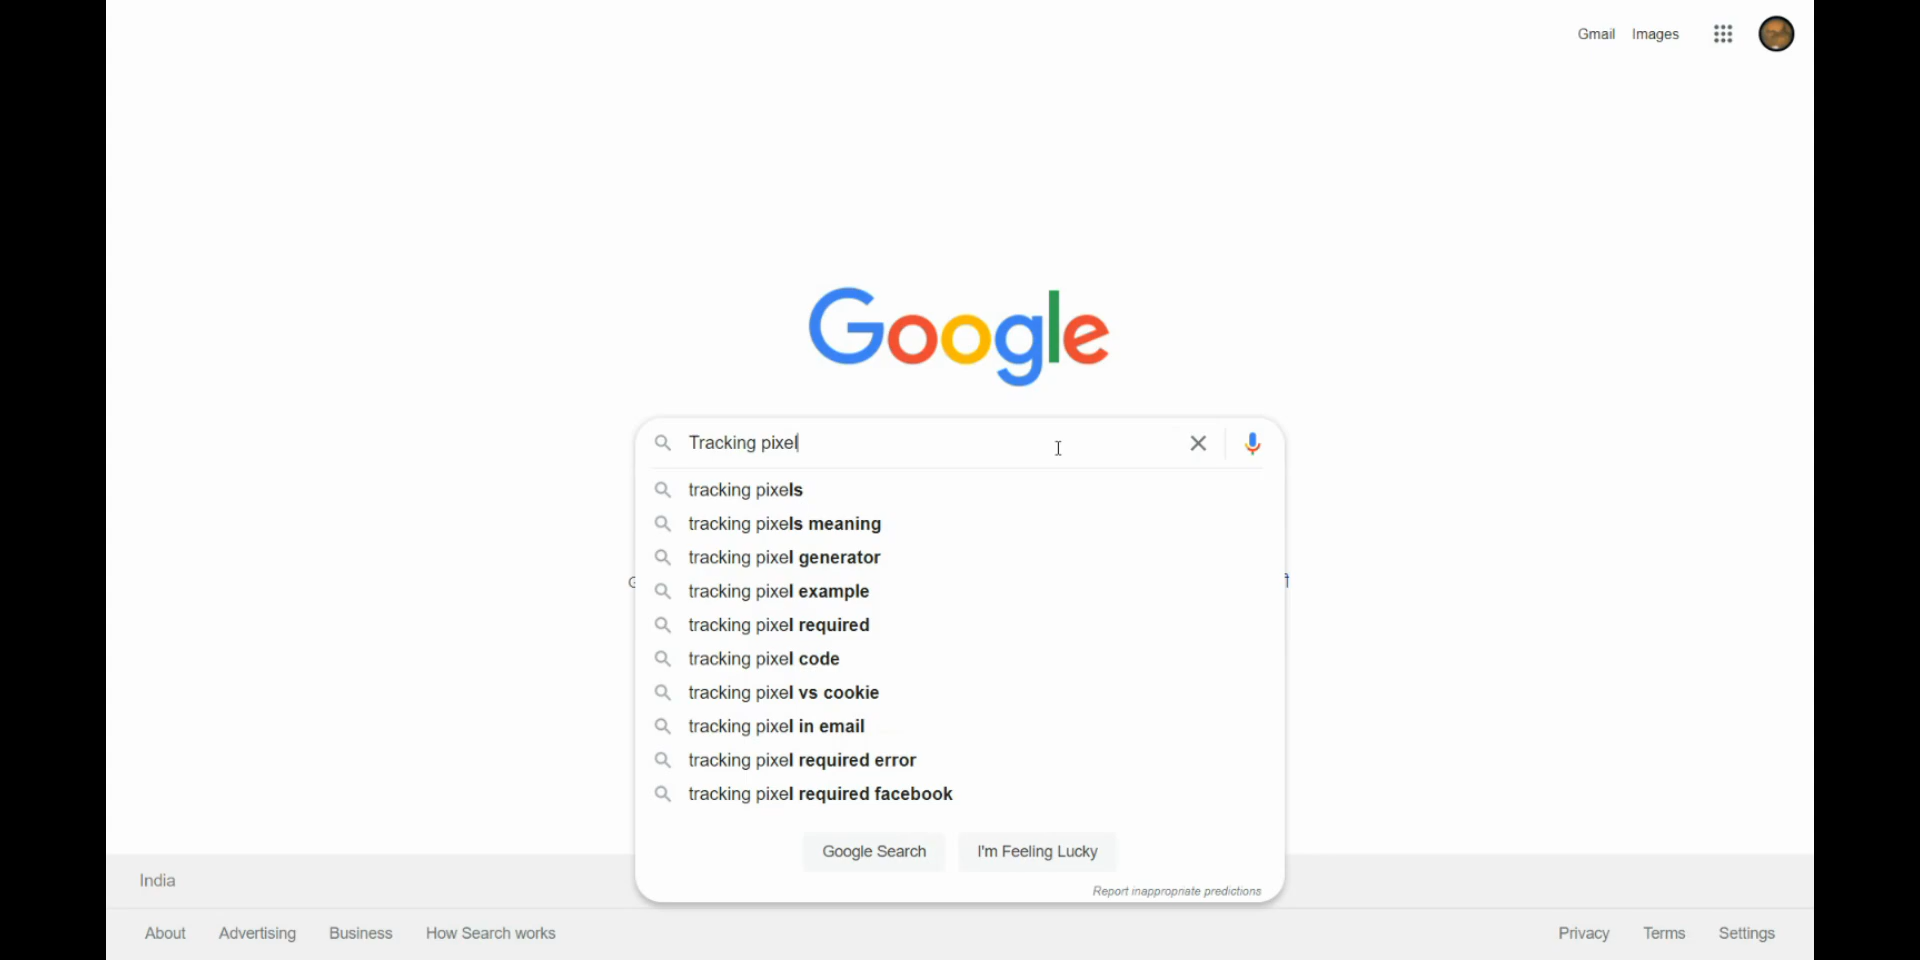 Gmail Images
Google
Tracking pixel
tracking pixels
tracking pixels meaning
tracking pixel generator
tracking pixel example
tracking pixel required
tracking pixel code
tracking pixel vs cookie
tracking pixel in email
tracking pixel required error
tracking pixel required facebook
Google Search I'm Feeling Lucky
Report inappropriate predictions
India
About Advertising Business How Search works Privacy Terms Settings